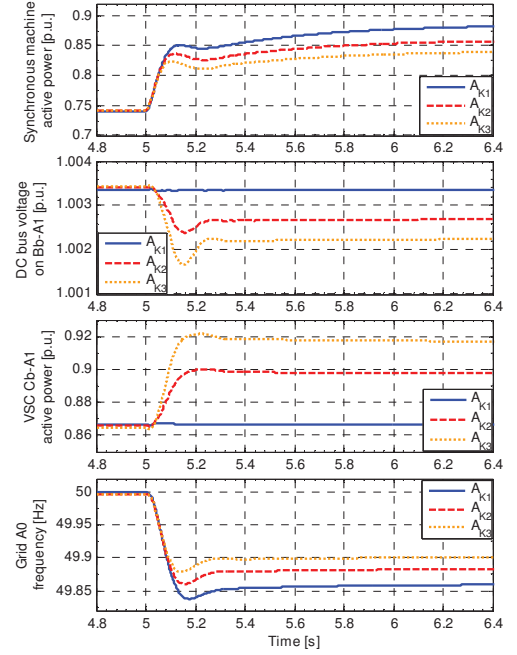 Synchronous machine
active power [p.u.]
0.9
0.85
0.8
0.75
0.7
4.8 5 5.2 5.4 5.6 5.8 6 6.2 6.4
A_K1
A_K2
A_K3
DC bus voltage
on Bb-A1 [p.u.]
1.004
1.003
1.002
1.001
4.8 5 5.2 5.4 5.6 5.8 6 6.2 6.4
A_K1
A_K2
A_K3
VSC Cb-A1
active power [p.u.]
0.92
0.9
0.88
0.86
4.8 5 5.2 5.4 5.6 5.8 6 6.2 6.4
A_K1
A_K2
A_K3
Grid A0
frequency [Hz]
50
49.95
49.9
49.85
4.8 5 5.2 5.4 5.6 5.8 6 6.2 6.4
A_K1
A_K2
A_K3
Time [s]